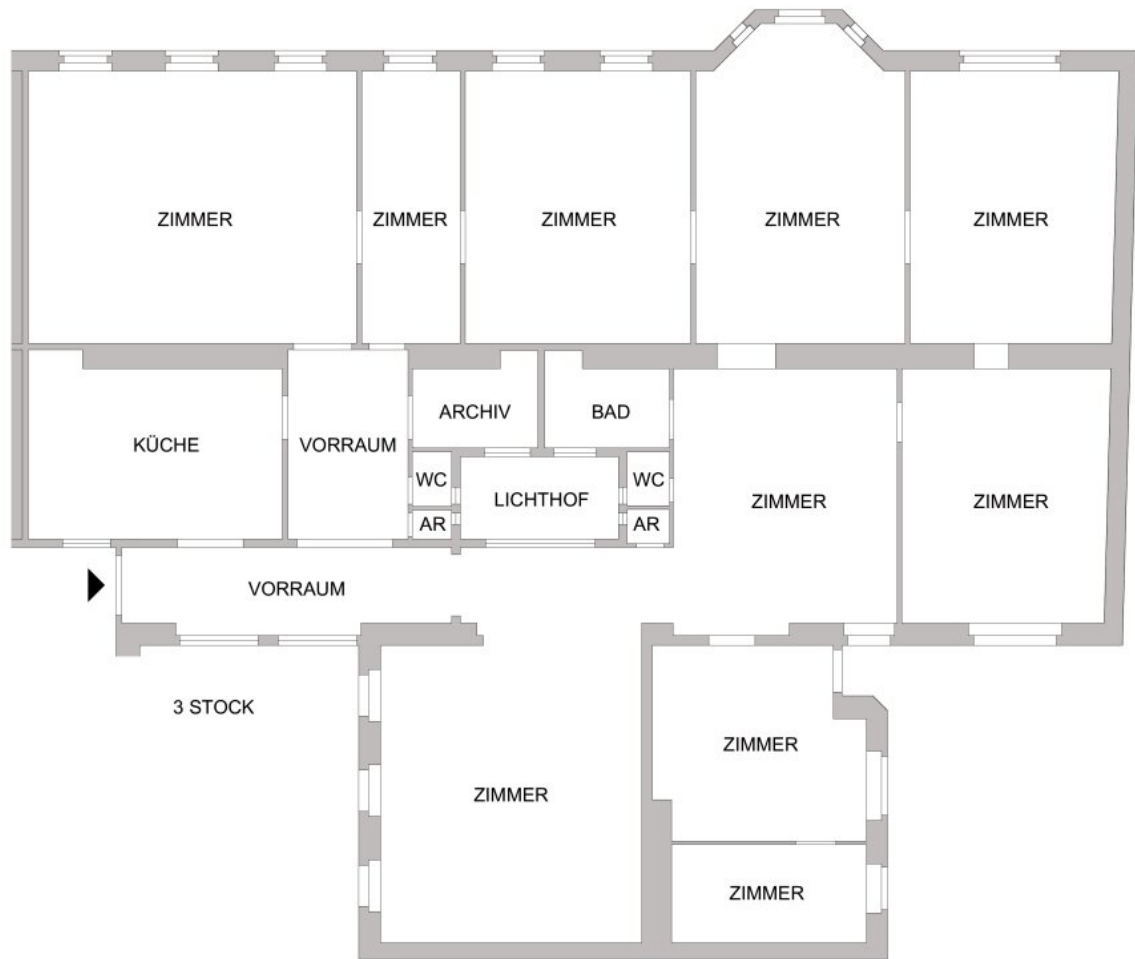 ZIMMER
ZIMMER
ZIMMER
ZIMMER
ZIMMER
KÜCHE
VORRAUM
ARCHIV
BAD
WC
LICHTHOF
WC
ZIMMER
ZIMMER
AR
AR
VORRAUM
3 STOCK
ZIMMER
ZIMMER
ZIMMER